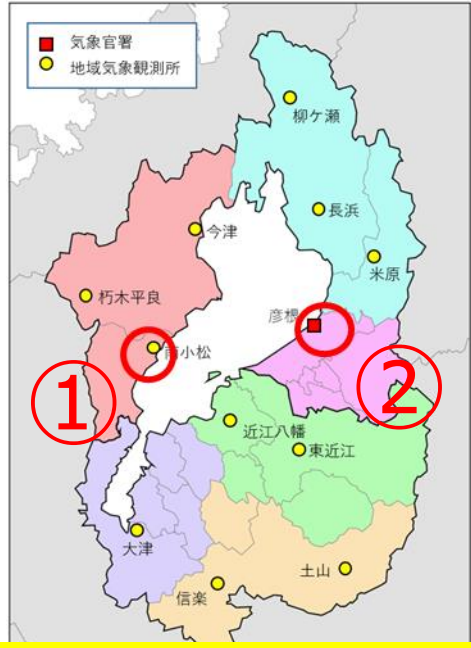 気象官署
地域気象観測所
柳ケ瀬
長浜
今津
米原
朽木平良
彦根
南小松
①
②
近江八幡
東近江
大津
土山
信楽